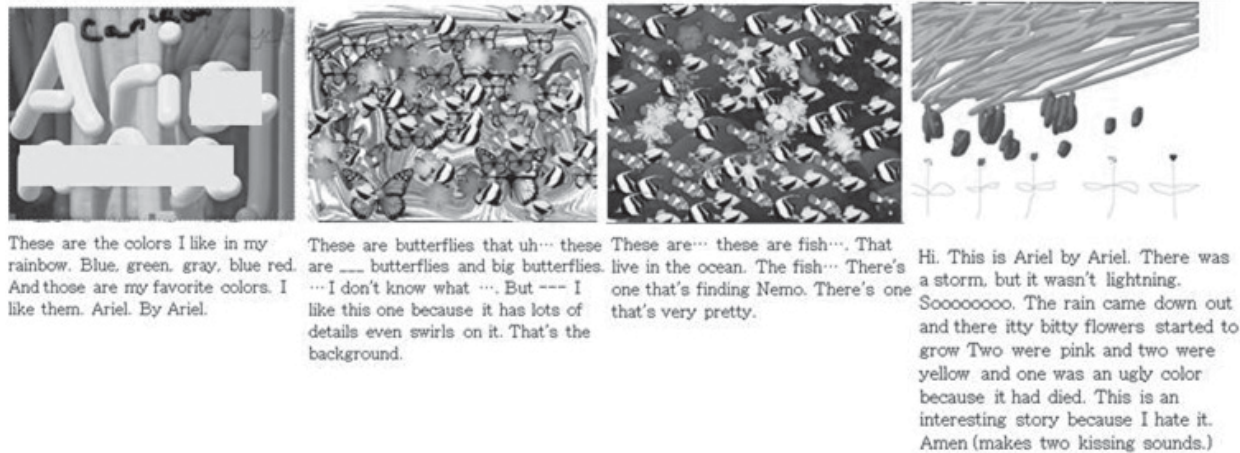 Ari
These are the colors I like in my
rainbow. Blue, green, gray, blue red.
And those are my favorite colors. I
like them. Ariel. By Ariel.
These are butterflies that uh… these
are ___ butterflies and big butterflies.
… I don't know what …. But --- I
like this one because it has lots of
details even swirls on it. That's the
background.
These are… these are fish…. That
live in the ocean. The fish… There's
one that's finding Nemo. There's one
that's very pretty.
Hi. This is Ariel by Ariel. There was
a storm, but it wasn't lightning.
Soooooooo. The rain came down out
and there itty bitty flowers started to
grow Two were pink and two were
yellow and one was an ugly color
because it had died. This is an
interesting story because I hate it.
Amen (makes two kissing sounds.)